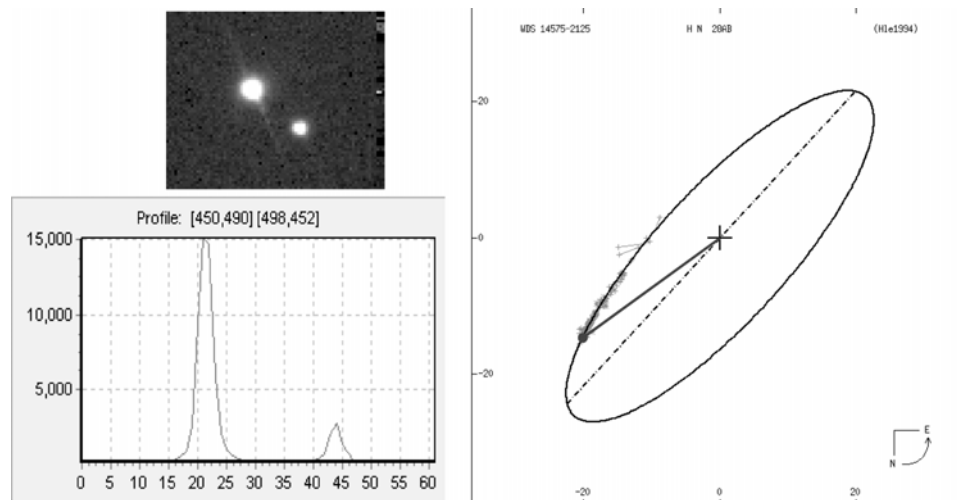 WDS 14575-2125 H N 28AB (Hle1994)
Profile: [450,490] [498,452]
15,000
10,000
5,000
0 5 10 15 20 25 30 35 40 45 50 55 60
-20
-0
-20
-20 0 20
E
N